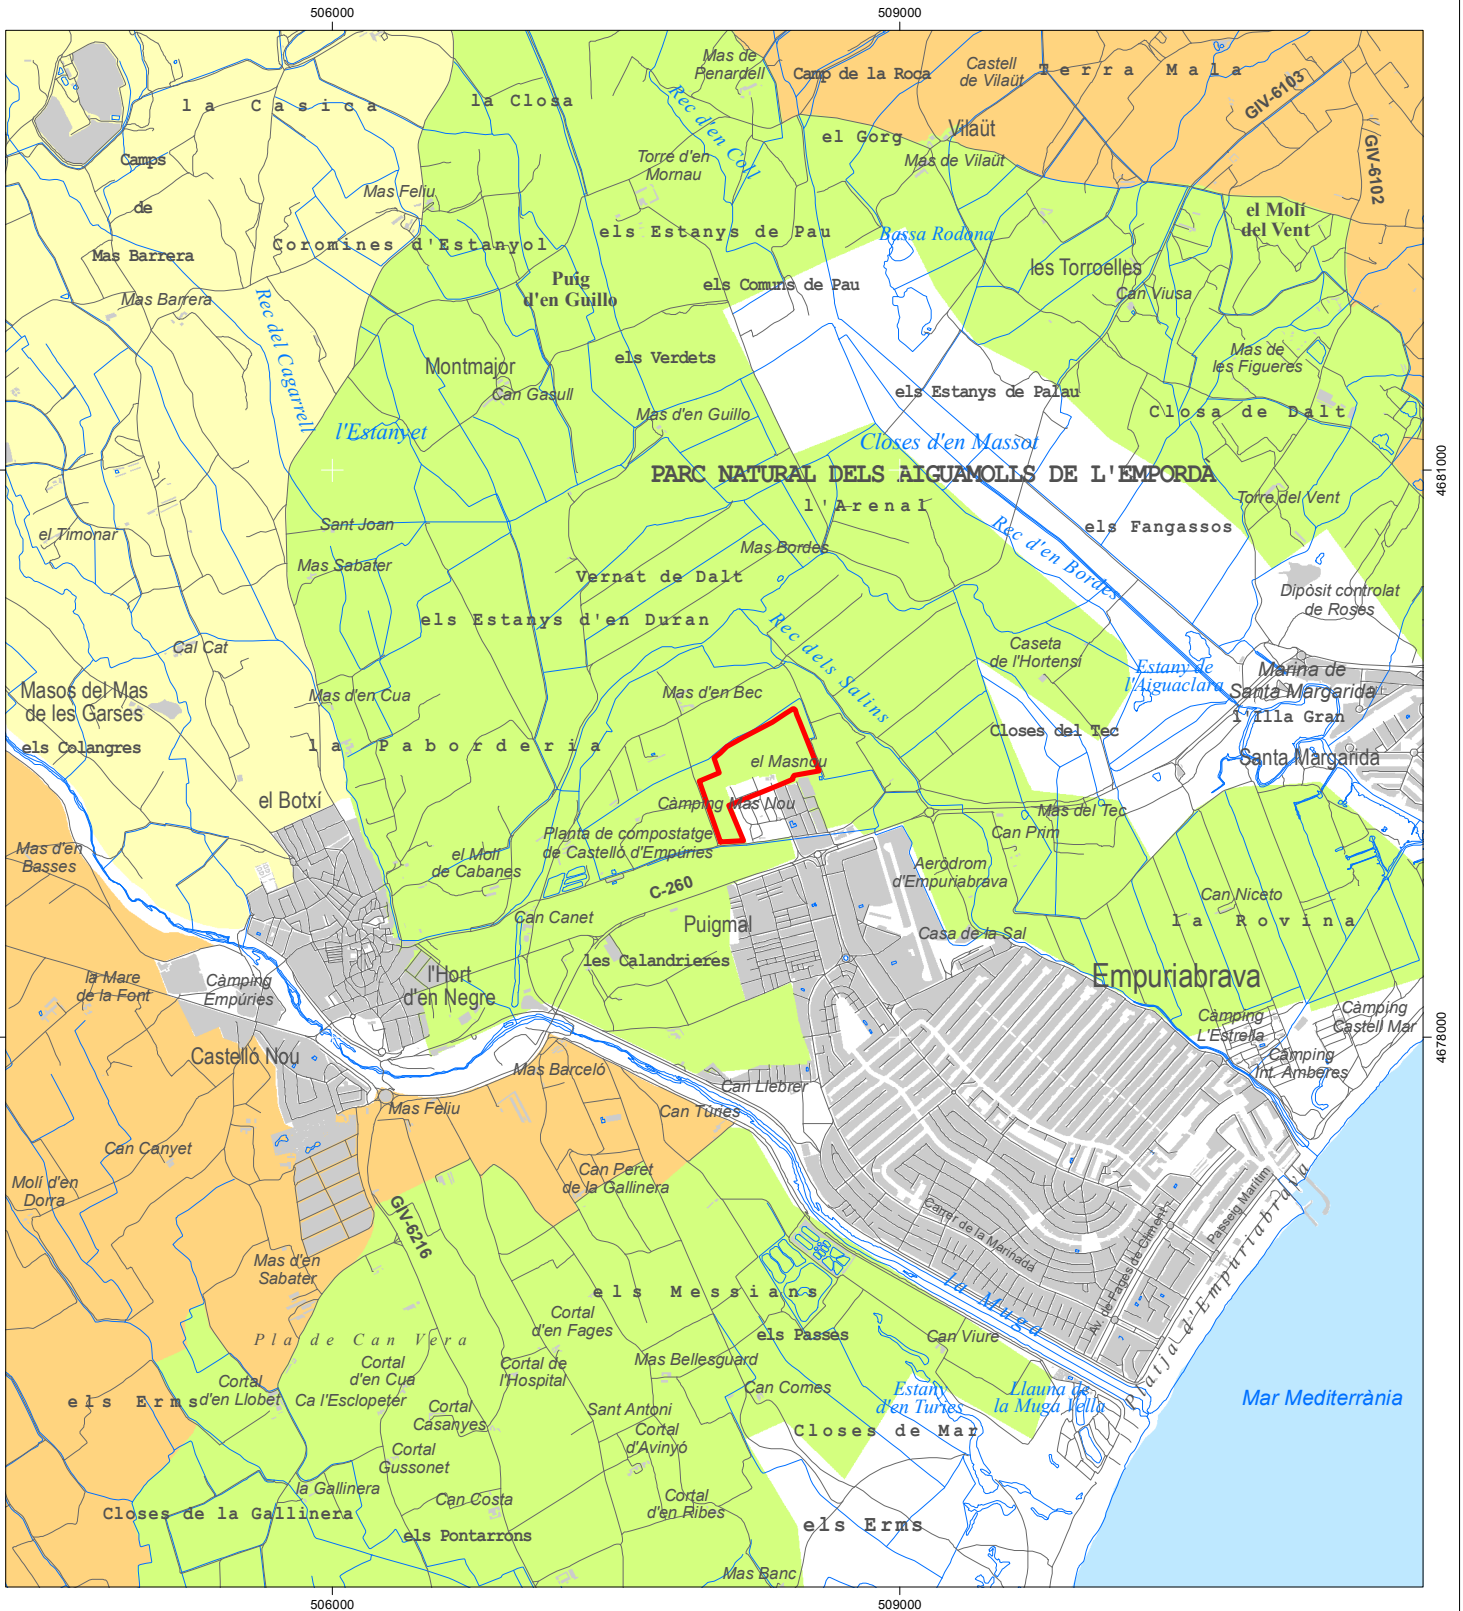 506000
509000
Mas de
Penardell
Camp de la Roca
Castell
de Vilaüt
Terra Mala
GIV-6103
la Casica
la Closa
Rec d'en Coll
el Gorg
Vilaüt
Mas de Vilaüt
GIV-6102
Camps
de
Mas Barrera
Torre d'en
Mornau
Mas Feliu
Coromines d'Estanyol
els Estanys de Pau
Bassa Rodona
el Molí
del Vent
les Torroelles
Can Viusa
Puig
d'en Guillo
els Comuns de Pau
Mas Barrera
Rec del Cagarrell
Montmajor
Can Gasull
els Verdets
Mas de
les Figueres
els Estanys de Palau
Closa de Dalt
Mas d'en Guillo
l'Estanyet
Closes d'en Massot
PARC NATURAL DELS AIGUAMOLLS DE L'EMPORDÀ
4681000
l'Arenal
Torre del Vent
Sant Joan
el Timonar
els Fangassos
Rec d'en Bordes
Mas Bordes
Mas Sabater
Vernat de Dalt
Dipòsit controlat
de Roses
els Estanys d'en Duran
Rec dels Salins
Cal Cat
Caseta
de l'Hortensi
Estany de
l'Aiguaclara
Marina de
Santa Margarida
Masos del Mas
de les Garses
Mas d'en Cua
Mas d'en Bec
l'Illa Gran
els Colangres
la Paborderia
Closes del Tec
el Masnou
Santa Margarida
el Botxí
Càmping Mas Nou
Mas del Tec
Planta de compostatge
de Castelló d'Empúries
Can Prim
Mas d'en
Basses
el Molí
de Cabanes
Aeròdrom
d'Empuriabrava
C-260
Can Niceto
Can Canet
Puigmal
la Rovina
Casa de la Sal
les Calandrieres
l'Hort
d'en Negre
Empuriabrava
la Mare
de la Font
Càmping
Empúries
Càmping
L'Estrella
Càmping
Castell Mar
4678000
Castelló Nou
Càmping
Int. Amberes
Mas Barceló
Can Llebrer
Mas Feliu
Can Túnes
Can Canyet
Can Peret
de la Gallinera
Molí d'en
Dorra
GIV-6216
Carrer de la Marinada
Passeig Marítim
Av. de Pages de Climent
Platja d'Empuriabrava
Mas d'en
Sabater
els Messians
la Muga
Cortal
d'en Fages
els Passes
Can Viure
Pla de Can Vera
Cortal
d'en Cua
Cortal de
l'Hospital
Mas Bellesguard
Can Comes
Estany
d'en Turies
Llauna de
la Muga Vella
Mar Mediterrània
els Erms
Cortal
d'en Llobet
Ca l'Esclopeter
Cortal
Casanyes
Sant Antoni
Cortal
d'Avinyó
Closes de Mar
Cortal
Gussonet
la Gallinera
Can Costa
Cortal
d'en Ribes
Closes de la Gallinera
els Pontarrons
els Erms
Mas Banc
506000
509000